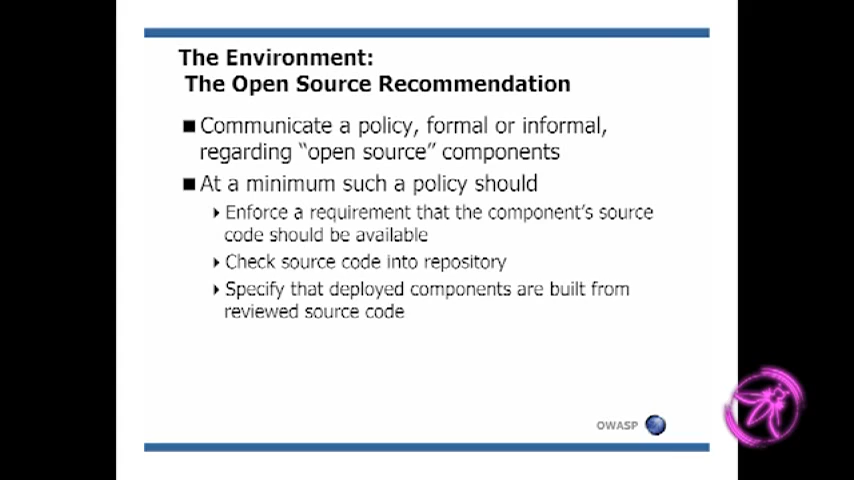 The Environment:
The Open Source Recommendation
Communicate a policy, formal or informal,
regarding “open source” components
At a minimum such a policy should
Enforce a requirement that the component's source
code should be available
Check source code into repository
Specify that deployed components are built from
reviewed source code
OWASP